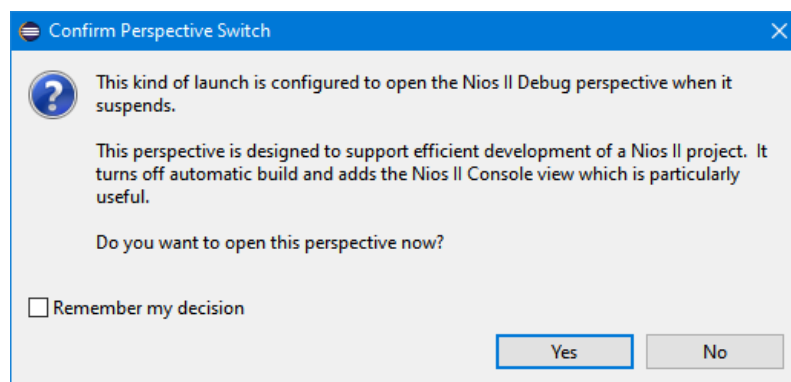 Confirm Perspective Switch
This kind of launch is configured to open the Nios II Debug perspective when it
suspends.
This perspective is designed to support efficient development of a Nios II project.  It
turns off automatic build and adds the Nios II Console view which is particularly
useful.
Do you want to open this perspective now?
Remember my decision
Yes No